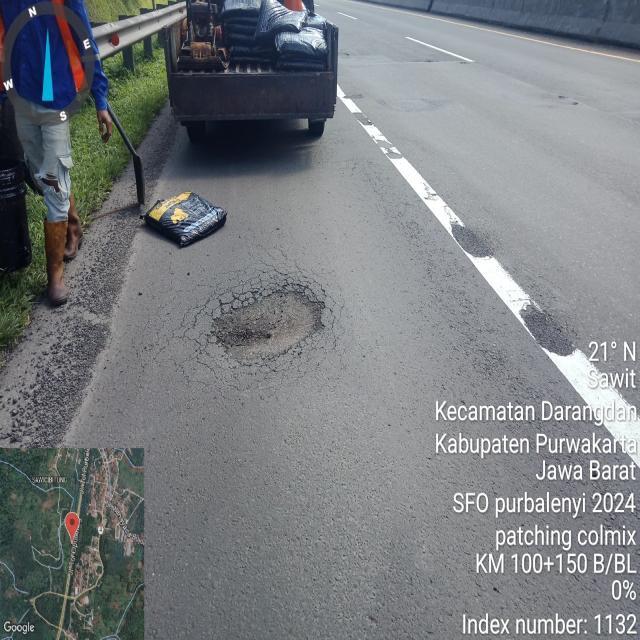 N
E
W
S
21° N
Sawit
Kecamatan Darangdan
Kabupaten Purwakarta
Jawa Barat
SFO purbalenyi 2024
patching colmix
KM 100+150 B/BL
0%
Index number: 1132
Google